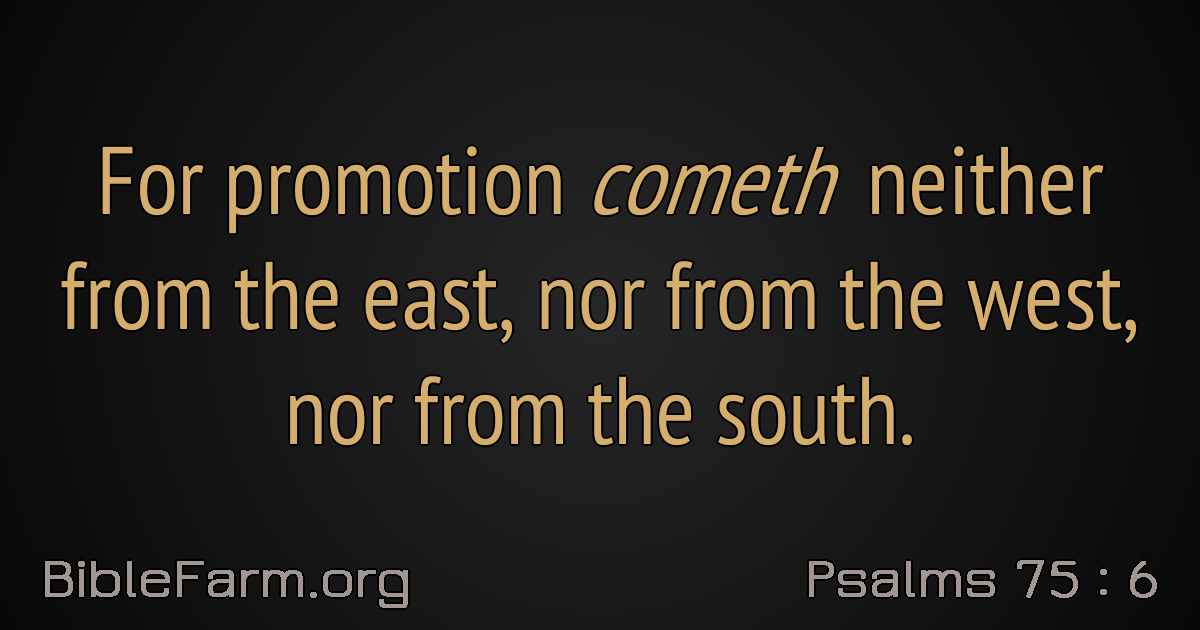 For promotion cometh neither
from the east, nor from the west,
nor from the south.
BibleFarm.org
Psalms 75 : 6